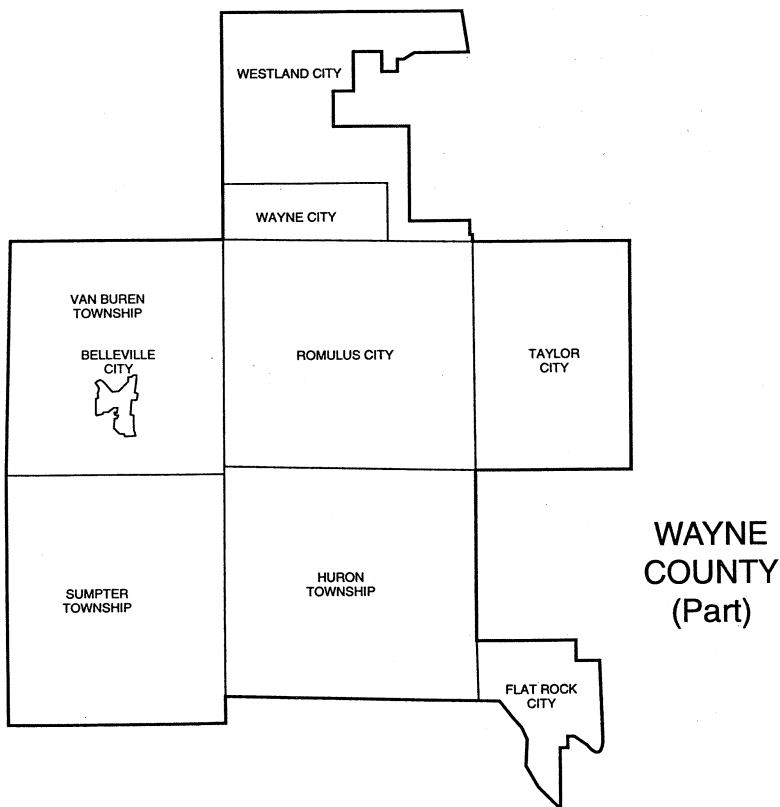 WESTLAND CITY
WAYNE CITY
VAN BUREN
TOWNSHIP
BELLEVILLE
CITY
ROMULUS CITY
TAYLOR
CITY
SUMPTER
TOWNSHIP
HURON
TOWNSHIP
WAYNE
COUNTY
(Part)
FLAT ROCK
CITY